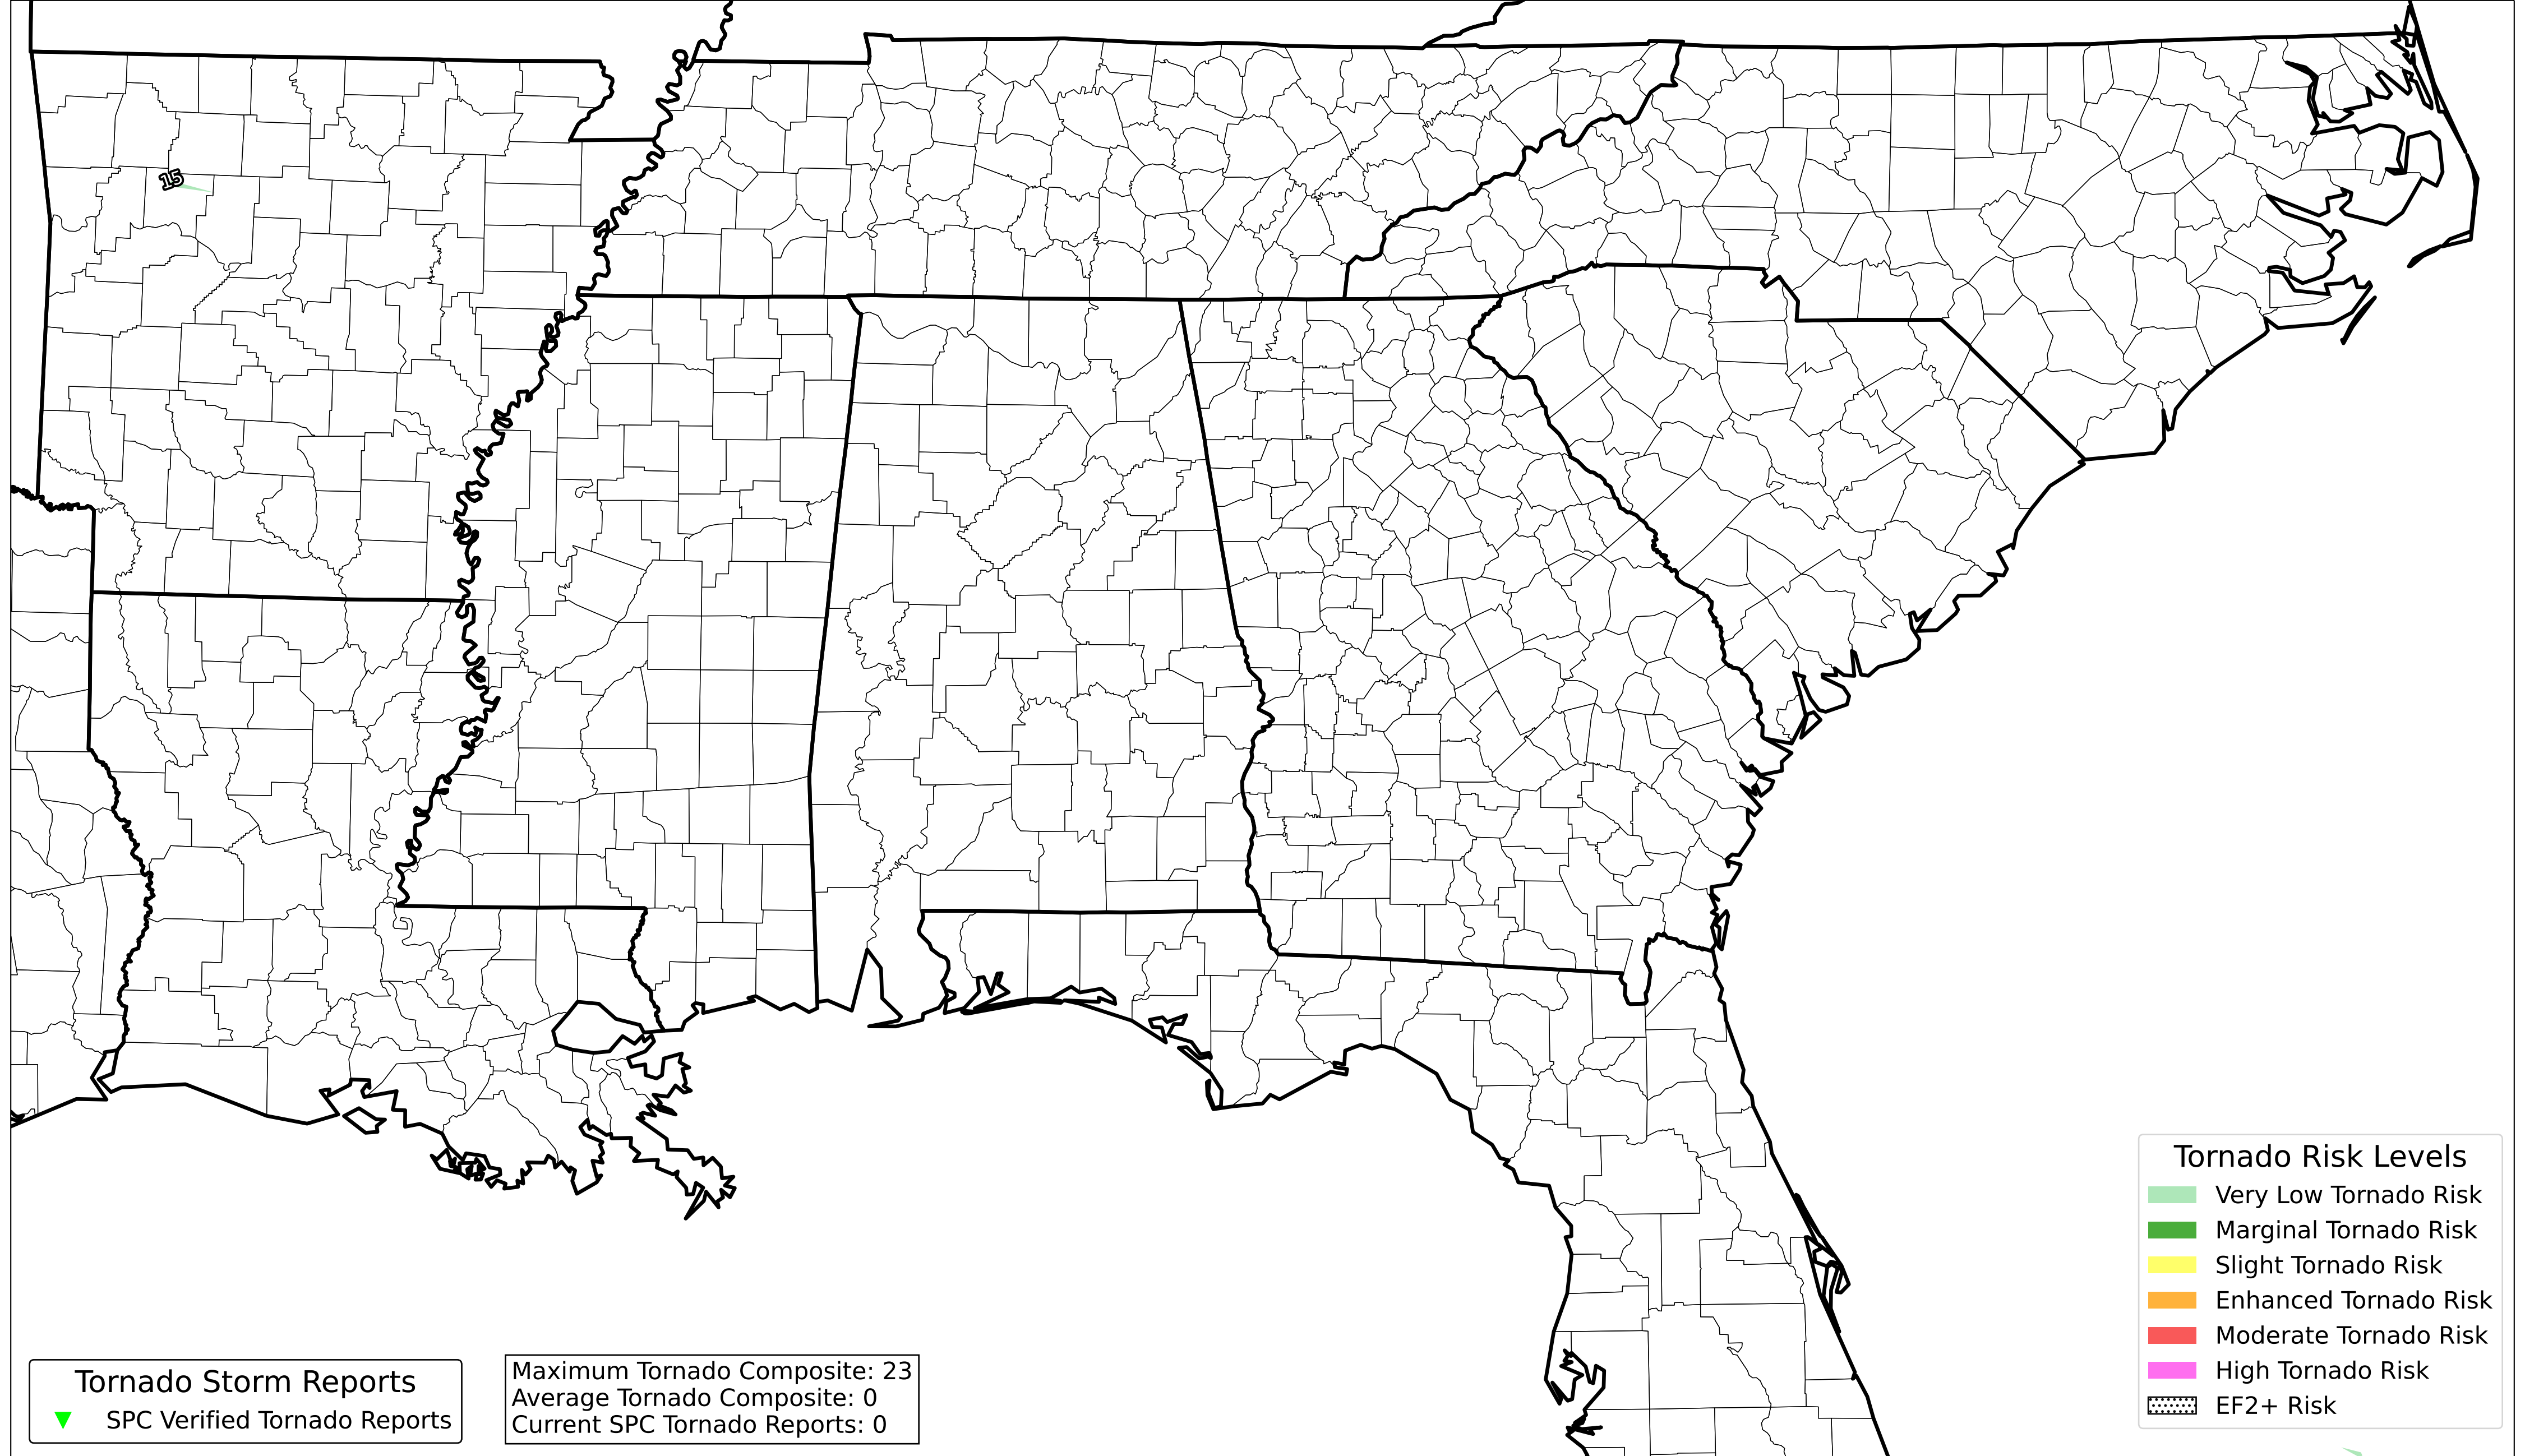 15
Tornado Risk Levels
Very Low Tornado Risk
Marginal Tornado Risk
Slight Tornado Risk
Enhanced Tornado Risk
Moderate Tornado Risk
High Tornado Risk
EF2+ Risk
Tornado Storm Reports
SPC Verified Tornado Reports
Maximum Tornado Composite: 23
Average Tornado Composite: 0
Current SPC Tornado Reports: 0